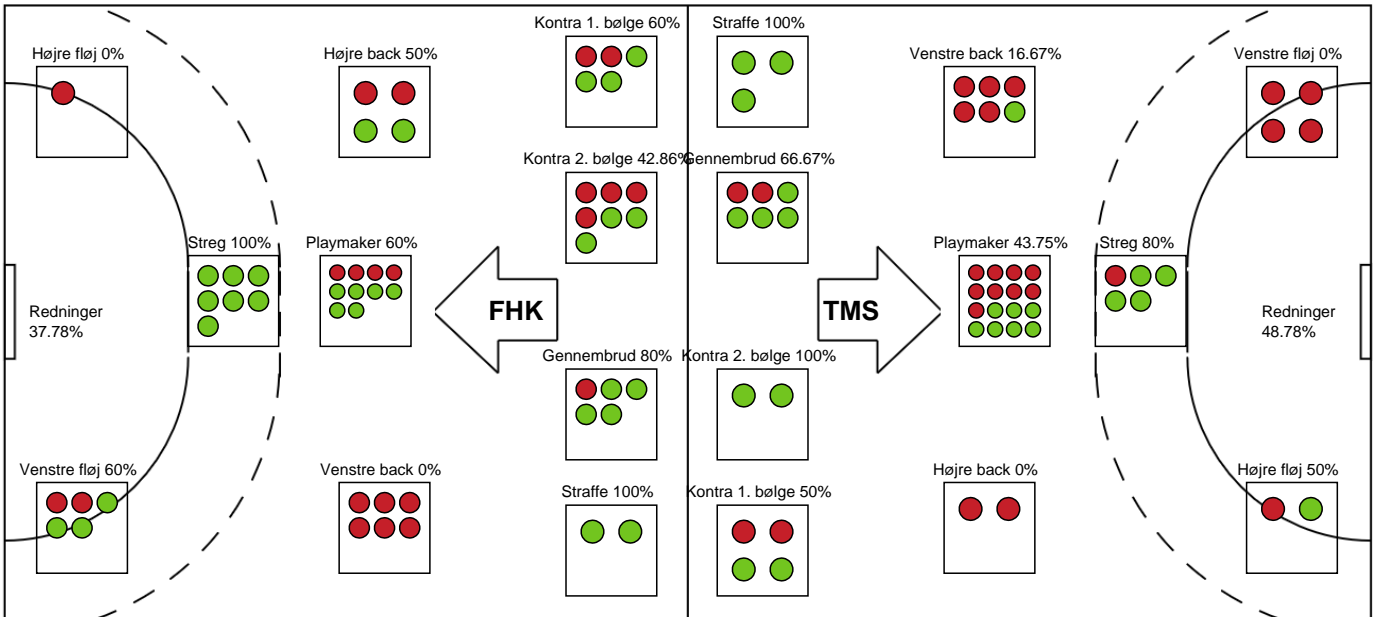 Kontra 1. bølge 60%
Straffe 100%
Højre fløj 0%
Højre back 50%
Venstre back 16.67%
Venstre fløj 0%
Kontra 2. bølge 42.86%
Gennembrud 66.67%
Streg 100%
Playmaker 60%
Playmaker 43.75%
Streg 80%
Redninger
37.78%
FHK
TMS
Redninger
48.78%
Gennembrud 80%
Kontra 2. bølge 100%
Venstre fløj 60%
Venstre back 0%
Straffe 100%
Kontra 1. bølge 50%
Højre back 0%
Højre fløj 50%